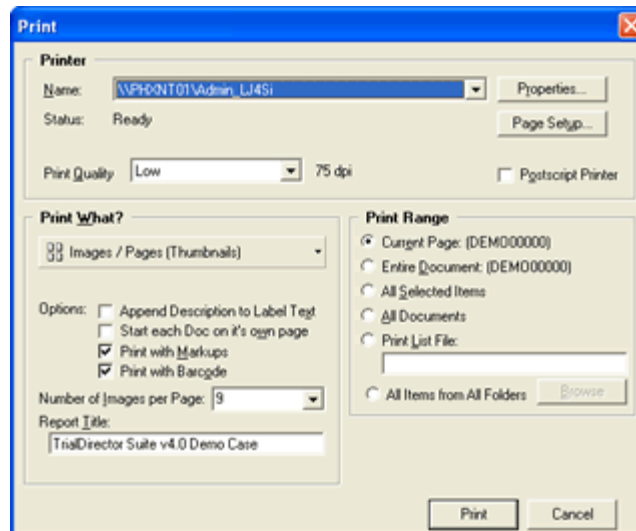 Print
Printer
Name: \\PHXNT01\Admin_LJ4Si Properties...
Status: Ready Page Setup...
Print Quality Low 75 dpi Postscript Printer
Print What?
Images / Pages (Thumbnails)
Options: Append Description to Label Text
Start each Doc on it's own page
Print with Markups
Print with Barcode
Number of Images per Page: 9
Report Title:
TrialDirector Suite v4.0 Demo Case
Print Range
Current Page: (DEMO00000)
Entire Document: (DEMO00000)
All Selected Items
All Documents
Print List File:
All Items from All Folders Browse
Print Cancel